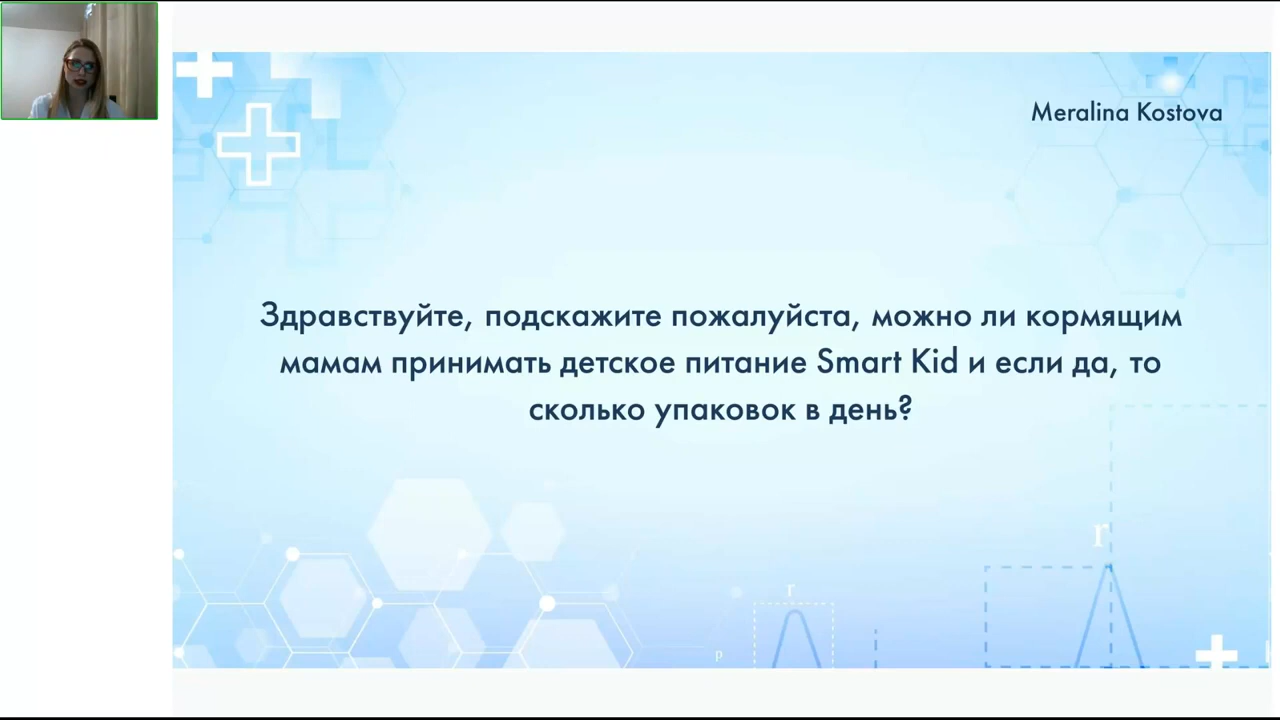 Meralina Kostova
Здравствуйте, подскажите пожалуйста, можно ли кормящим
мамам принимать детское питание Smart Kid и если да, то
сколько упаковок в день?
r
r
p